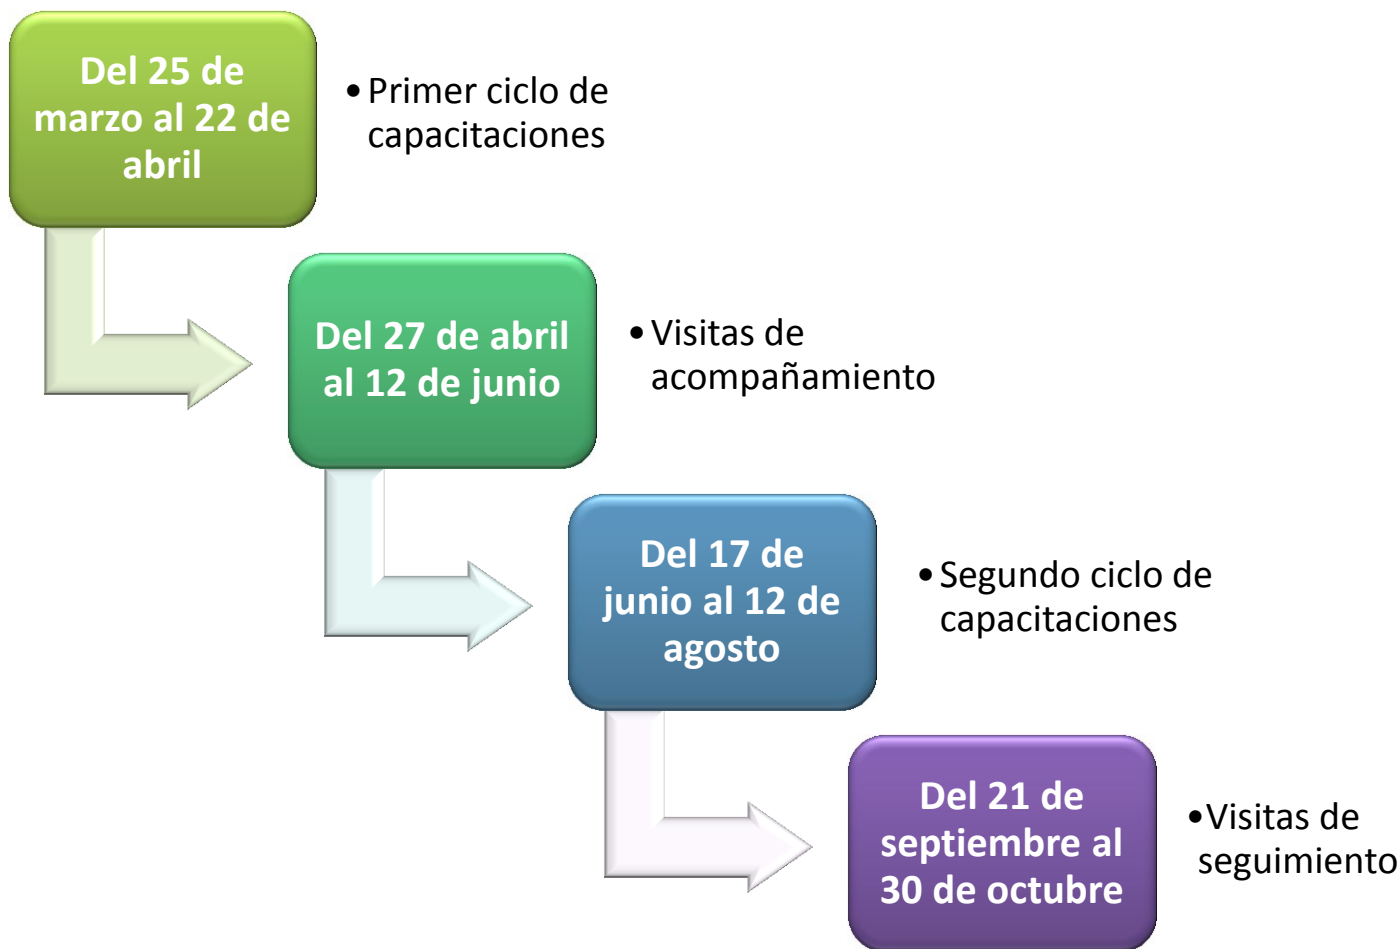 Del 25 de
marzo al 22 de
abril
•Primer ciclo de
capacitaciones
Del 27 de abril
al 12 de junio
•Visitas de
acompañamiento
Del 17 de
junio al 12 de
agosto
•Segundo ciclo de
capacitaciones
Del 21 de
septiembre al
30 de octubre
•Visitas de
seguimiento